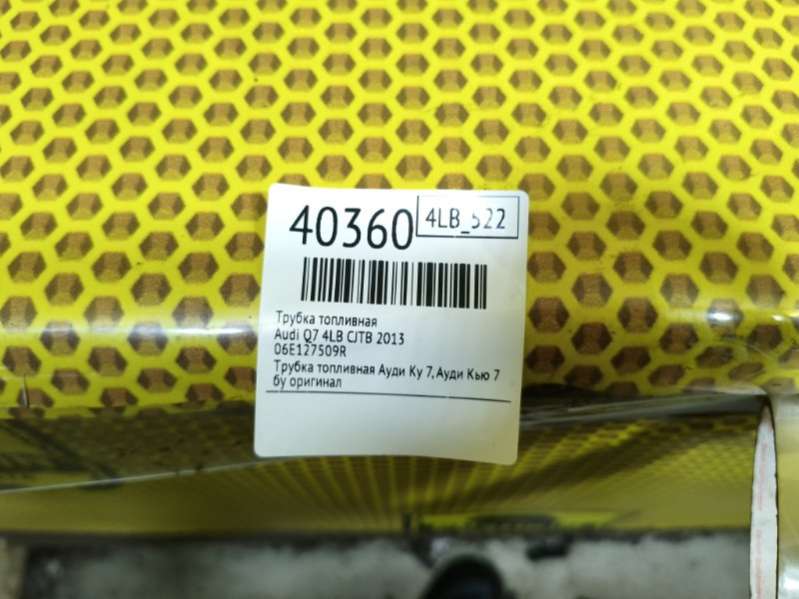 40360
4LB_522
Трубка топливная
Audi Q7 4LB CJTB 2013
06E127509R
Трубка топливная Ауди Ку 7, Ауди Кью 7
бу оригинал